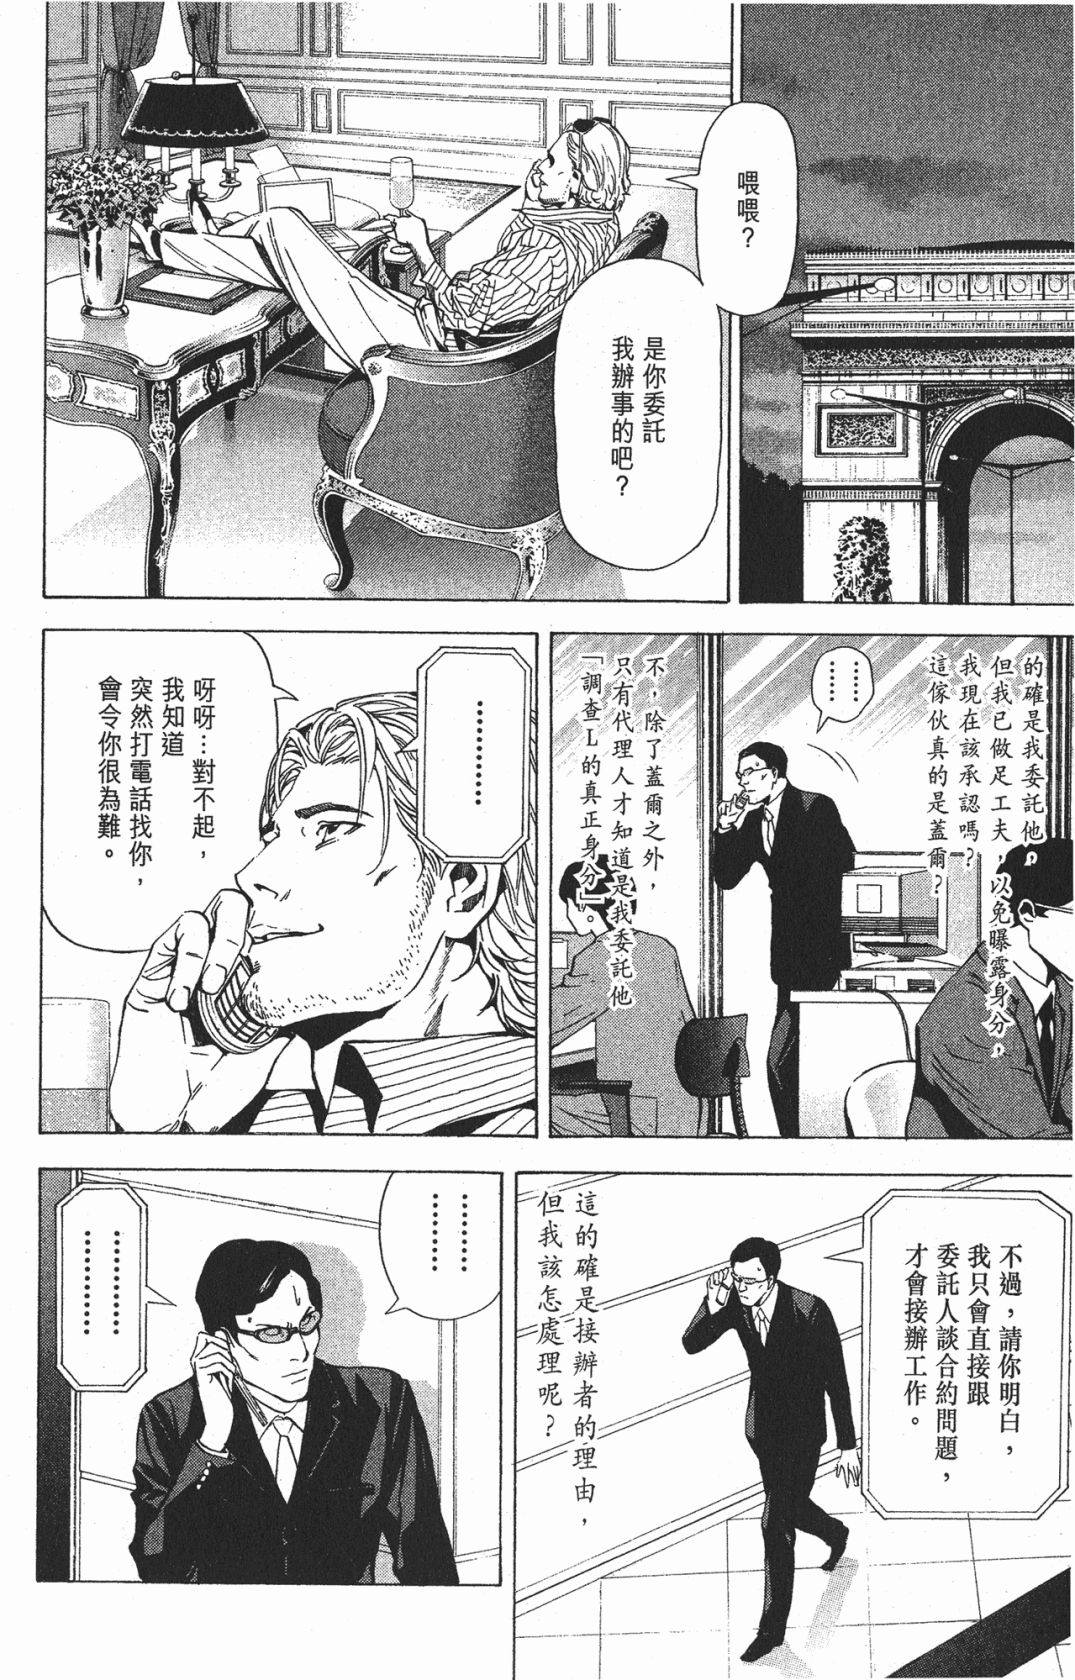 喂喂？
是你委託
我辦事的吧？
……
的確是我委託他，
但我已做足工夫，以免曝露身分，
我現在該承認嗎？
這傢伙真的是蓋爾？
不，除了蓋爾之外，
只有代理人才知道是我委託他
「調查L的真正身分」。
…………
呀呀…對不起，
我知道
突然打電話找你，
會令你很為難。
不過，請你明白，
我只會直接跟
委託人談合約問題，
才會接辦工作。
這的確是接辦者的理由，
但我該怎處理呢？
……
……
…………
…………